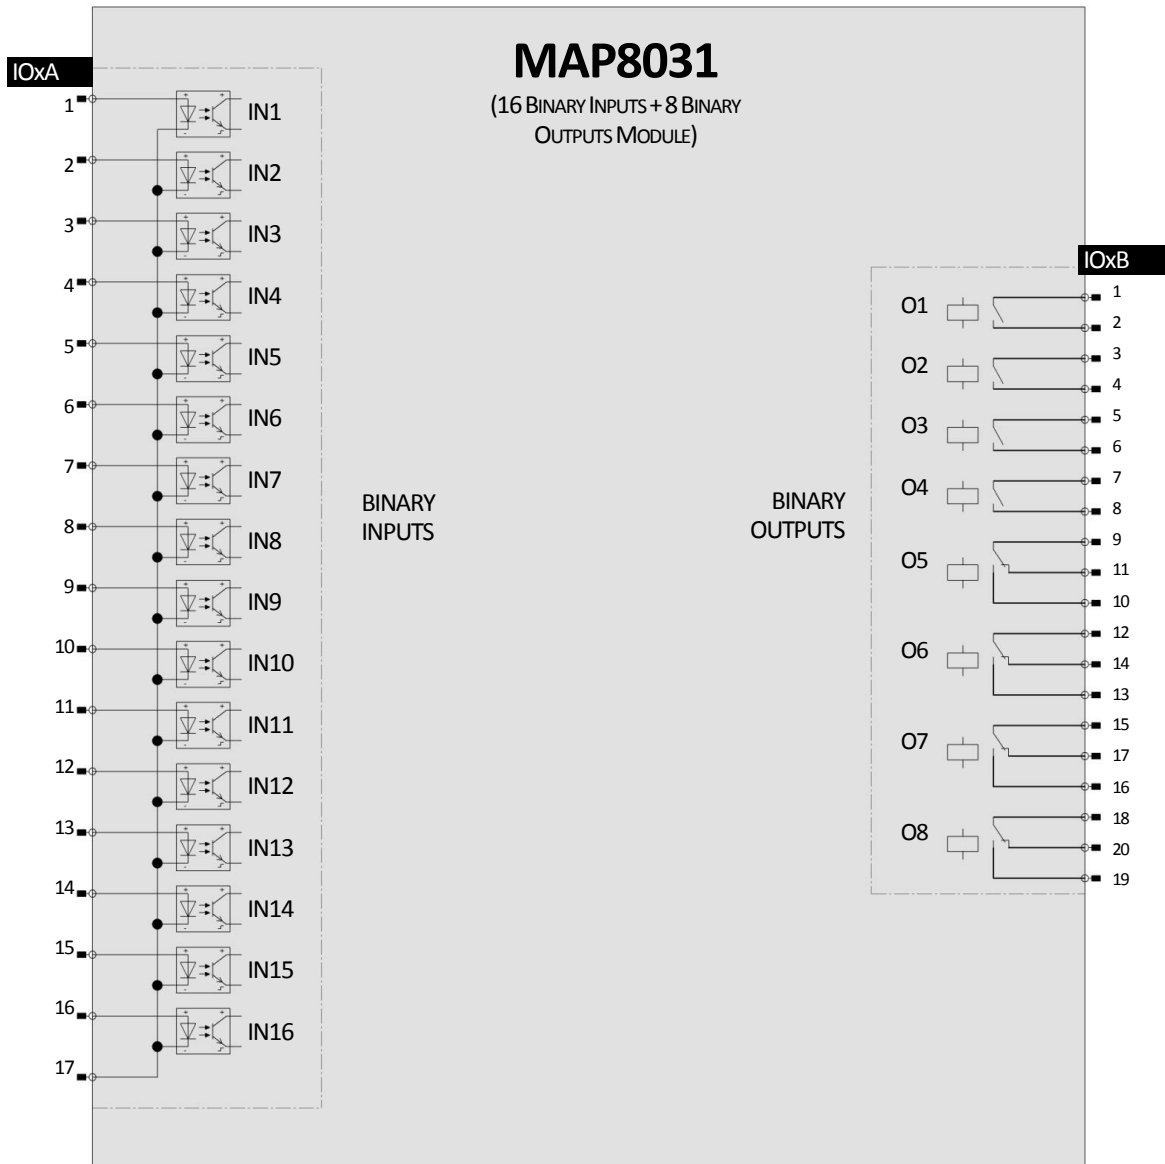 MAP8031
(16 BINARY INPUTS + 8 BINARY
OUTPUTS MODULE)
IOxA
1 IN1
2 IN2
3 IN3
4 IN4
5 IN5
6 IN6
7 IN7
8 IN8
9 IN9
10 IN10
11 IN11
12 IN12
13 IN13
14 IN14
15 IN15
16 IN16
17
BINARY
INPUTS
BINARY
OUTPUTS
IOxB
O1
1
2
O2
3
4
O3
5
6
O4
7
8
O5
9
11
10
O6
12
14
13
O7
15
17
16
O8
18
20
19